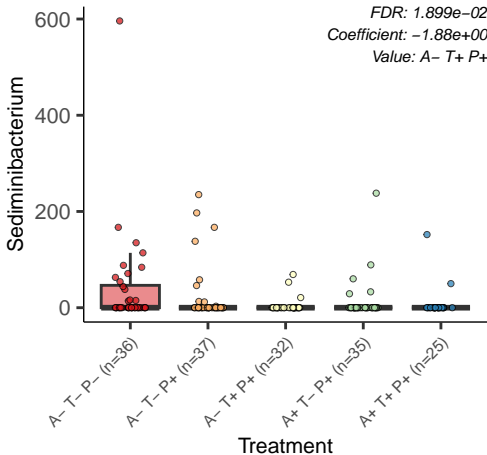 FDR: 1.899e−02
Coefficient: −1.88e+00
Value: A− T+ P+
600
400
200
0
Sediminibacterium
A− T− P− (n=36)
A− T− P+ (n=37)
A− T+ P+ (n=32)
A+ T− P+ (n=35)
A+ T+ P+ (n=25)
Treatment